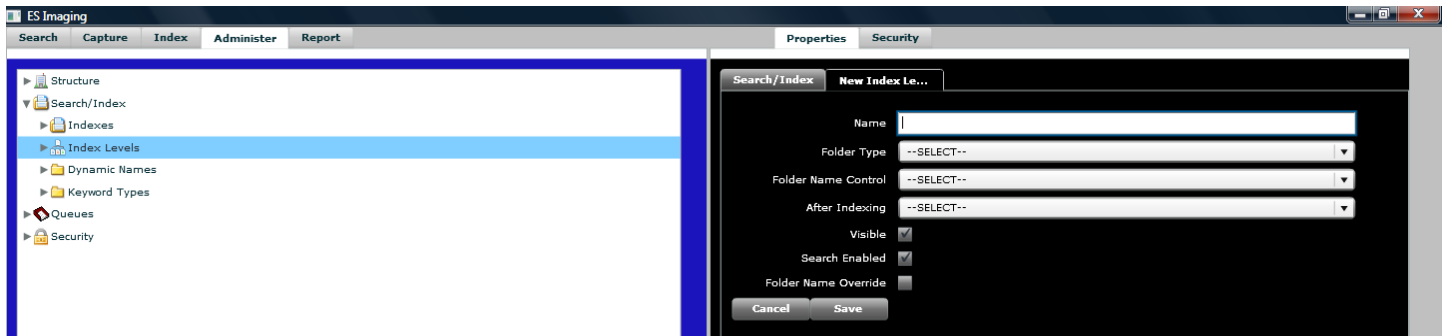 ES Imaging
Search Capture Index Administer Report Properties Security
Structure
Search/Index
Indexes
Index Levels
Dynamic Names
Keyword Types
Queues
Security
Search/Index New Index Le...
Name
Folder Type --SELECT--
Folder Name Control --SELECT--
After Indexing --SELECT--
Visible
Search Enabled
Folder Name Override
Cancel Save